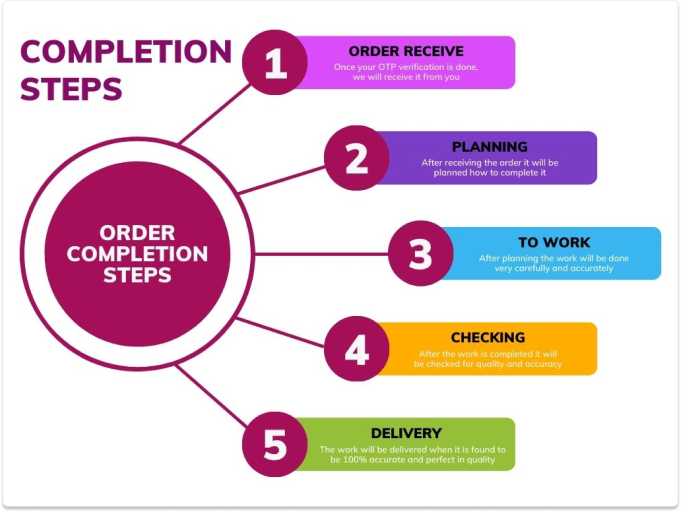 COMPLETION
STEPS
1
ORDER RECEIVE
Once your OTP verification is done,
we will receive it from you
2
PLANNING
After receiving the order it will be
planned how to complete it
ORDER
COMPLETION
STEPS
3
TO WORK
After planning the work will be done
very carefully and accurately
4
CHECKING
After the work is completed it will
be checked for quality and accuracy
5
DELIVERY
The work will be delivered when it is found to
be 100% accurate and perfect in quality